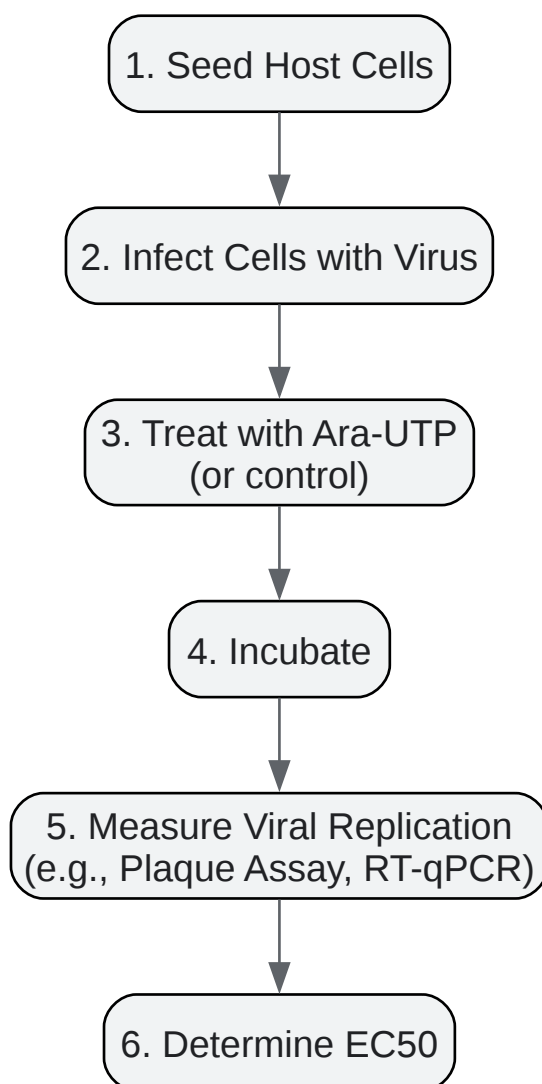 1. Seed Host Cells
2. Infect Cells with Virus
3. Treat with Ara-UTP
(or control)
4. Incubate
5. Measure Viral Replication
(e.g., Plaque Assay, RT-qPCR)
6. Determine EC50